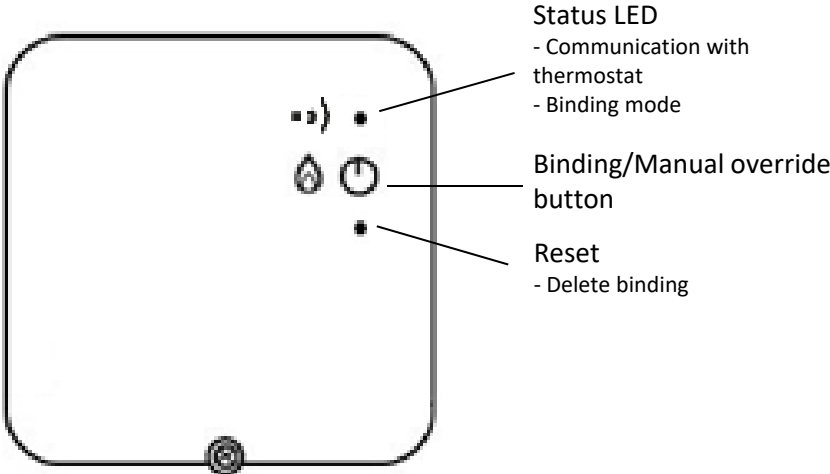 Status LED
- Communication with
thermostat
- Binding mode
Binding/Manual override
button
Reset
- Delete binding